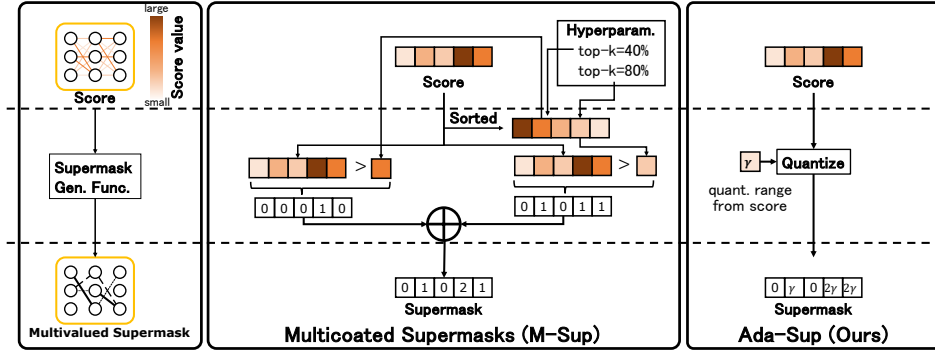 large
small
Score value
Score
Supermask
Gen. Func.
Multivalued Supermask
Score
Hyperparam.
top-k=40%
top-k=80%
Sorted
>
>
0 0 0 1 0
0 1 0 1 1
0 1 0 2 1
Supermask
Multicoated Supermasks (M-Sup)
Score
γ
Quantize
quant. range
from score
0 γ 0 2γ 2γ
Supermask
Ada-Sup (Ours)